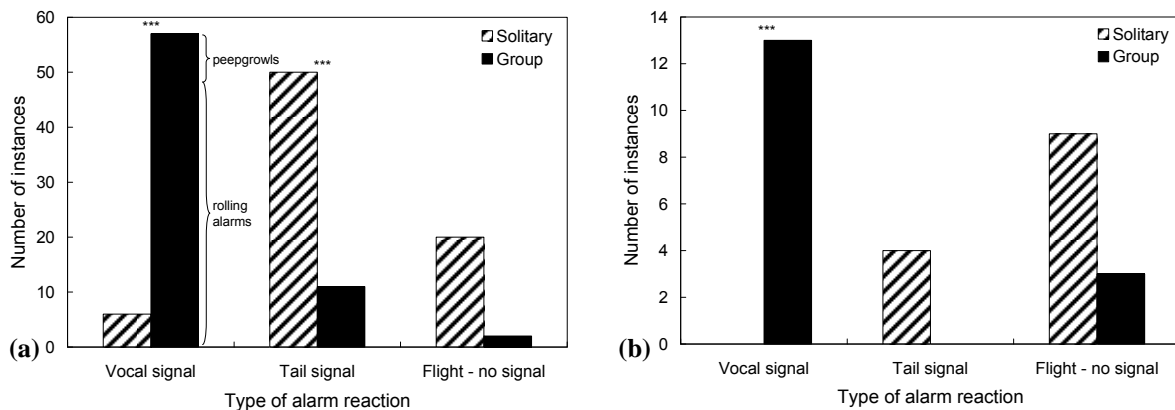 60
50
40
30
20
10
0
Number of instances
***
peepgrowls
rolling
alarms
***
Solitary
Group
Vocal signal
Tail signal
Flight - no signal
Type of alarm reaction
(a)
14
12
10
8
6
4
2
0
Number of instances
***
Solitary
Group
Vocal signal
Tail signal
Flight - no signal
Type of alarm reaction
(b)